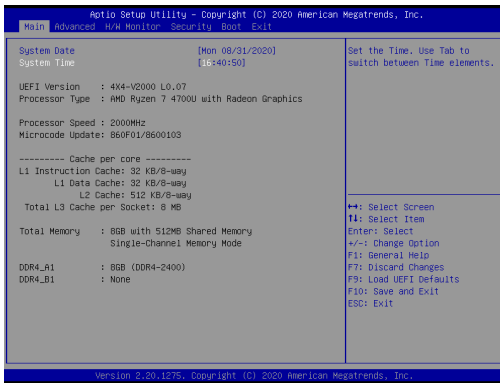 Aptio Setup Utility – Copyright (C) 2020 American Megatrends, Inc.
Main Advanced H/W Monitor Security Boot Exit
System Date [Mon 08/31/2020]
System Time [16:40:50]
UEFI Version : 4X4-V2000 L0.07
Processor Type : AMD Ryzen 7 4700U with Radeon Graphics
Processor Speed : 2000MHz
Microcode Update: 860F01/8600103
--------- Cache per core ---------
L1 Instruction Cache: 32 KB/8-way
L1 Data Cache: 32 KB/8-way
L2 Cache: 512 KB/8-way
Total L3 Cache per Socket: 8 MB
Total Memory : 8GB with 512MB Shared Memory
Single-Channel Memory Mode
DDR4_A1 : 8GB (DDR4-2400)
DDR4_B1 : None
Set the Time. Use Tab to
switch between Time elements.
↔: Select Screen
↑↓: Select Item
Enter: Select
+/-: Change Option
F1: General Help
F7: Discard Changes
F9: Load UEFI Defaults
F10: Save and Exit
ESC: Exit
Version 2.20.1275. Copyright (C) 2020 American Megatrends, Inc.